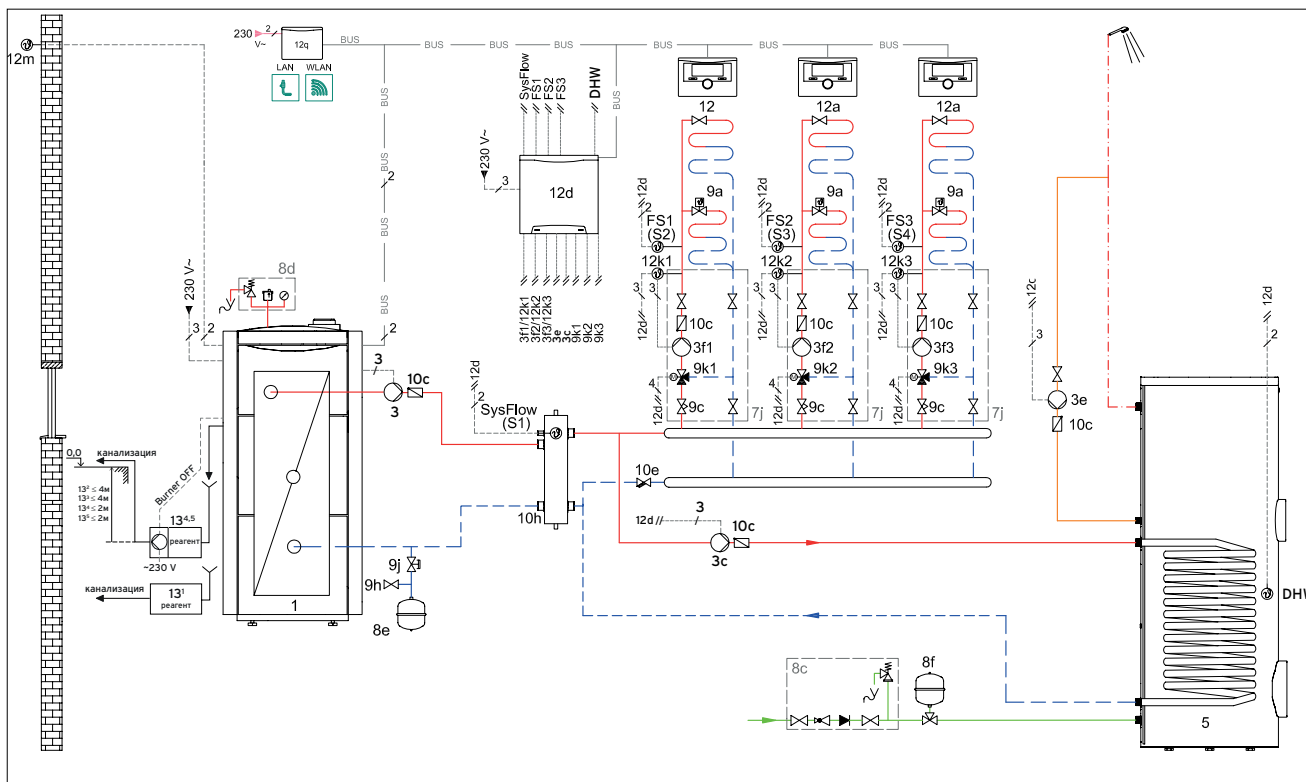 12m
230
V~
2
12q
LAN
WLAN
BUS
BUS
BUS
BUS
BUS
BUS
BUS
BUS
BUS
BUS
BUS
BUS
BUS
2
2
SysFlow
FS1
FS2
FS3
DHW
230 V~
3
12d
3f1/12k1
3f2/12k2
3f3/12k3
3e
3c
9k1
9k2
9k3
12
12a
12a
9a
9a
9a
12d
2
FS1
(S2)
12d
2
FS2
(S3)
12d
2
FS3
(S4)
12k1
12k2
12k3
3
3
12d
3
3
12d
3
3
12d
10c
10c
10c
3f1
3f2
3f3
M
9k1
M
9k2
M
9k3
4
12d
4
12d
4
12d
9c
9c
9c
7j
7j
7j
8d
230 V~
3
2
3
3
10c
12d
2
SysFlow
(S1)
10h
10e
12d
3
10c
3c
12c
3
3e
10c
12d
2
DHW
5
0,0
канализация
13² ≤ 4м
13³ ≤ 4м
13⁴ ≤ 2м
13⁵ ≤ 2м
Burner OFF
13⁴,⁵
реагент
~230 V
канализация
13¹
реагент
1
9j
9h
8e
8c
8f